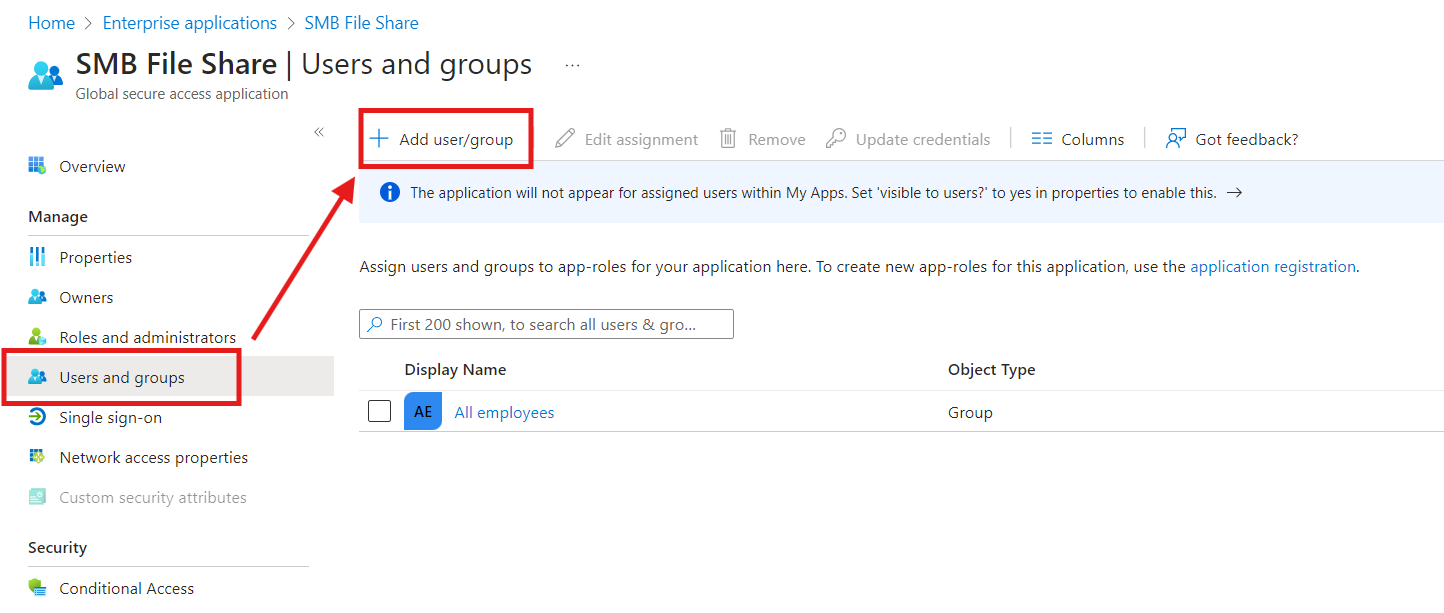 Home > Enterprise applications > SMB File Share
SMB File Share | Users and groups ...
Global secure access application
«
Overview
Manage
Properties
Owners
Roles and administrators
Users and groups
Single sign-on
Network access properties
Custom security attributes
Security
Conditional Access
+ Add user/group Edit assignment Remove Update credentials Columns Got feedback?
The application will not appear for assigned users within My Apps. Set 'visible to users?' to yes in properties to enable this. →
Assign users and groups to app-roles for your application here. To create new app-roles for this application, use the application registration.
First 200 shown, to search all users & gro...
Display Name Object Type
AE All employees Group